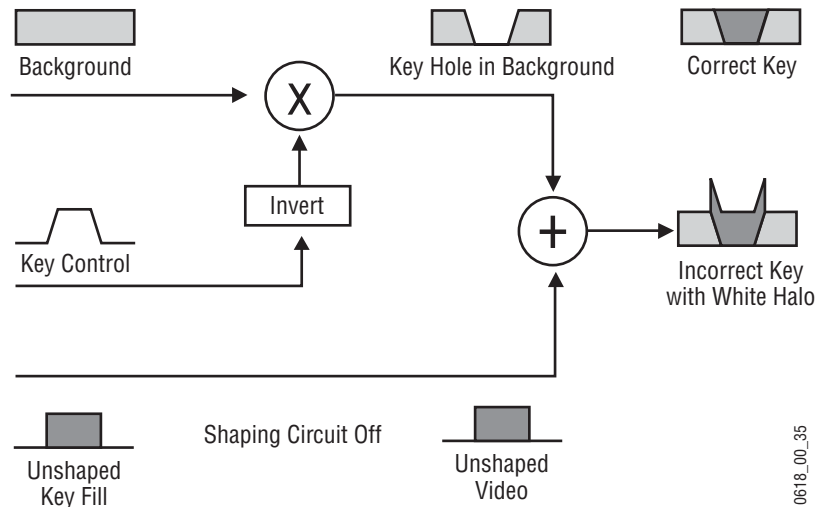 Background
Key Hole in Background
Correct Key
X
Invert
Key Control
+
Incorrect Key
with White Halo
Shaping Circuit Off
Unshaped
Key Fill
Unshaped
Video
0618_00_35